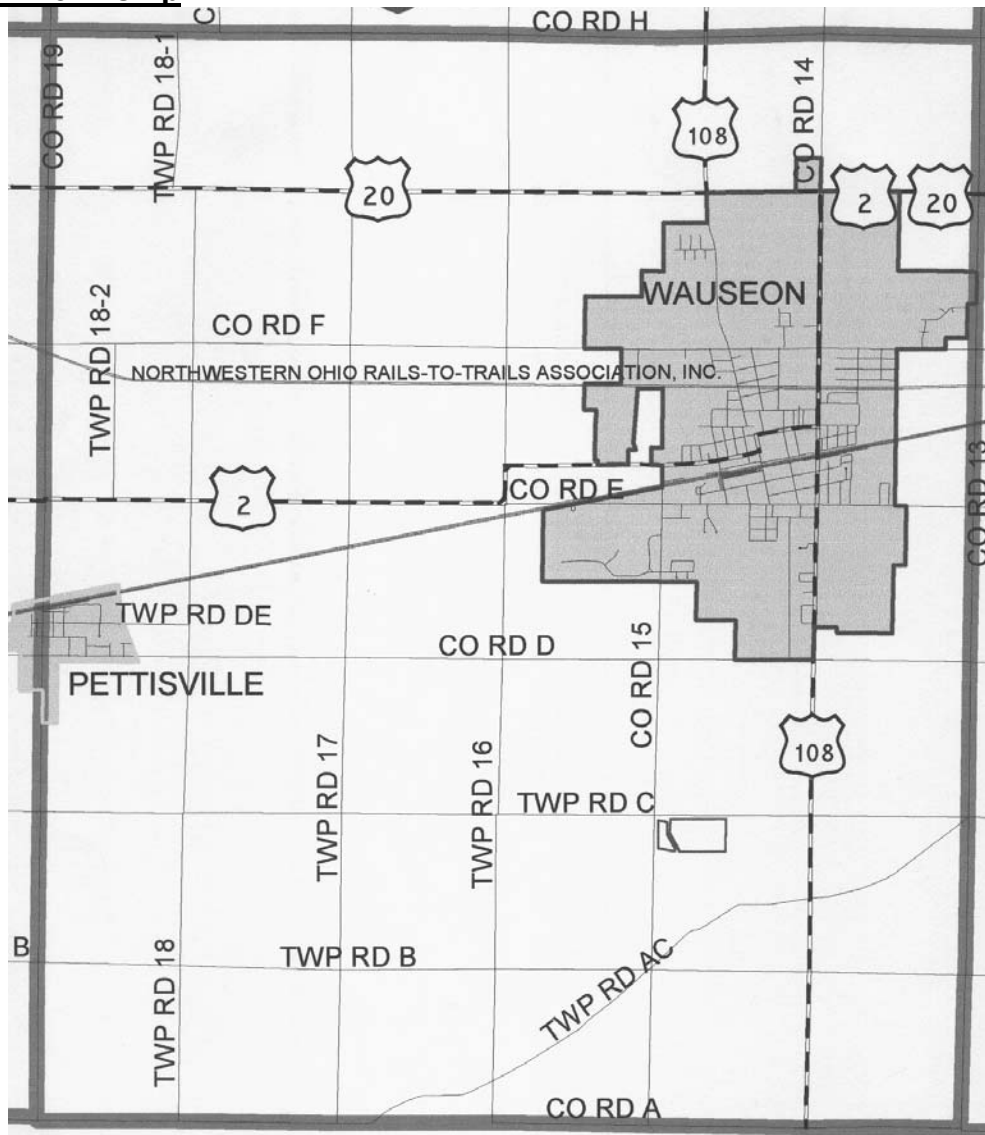 CO RD H
C
CO RD 19
TWP RD 18-1
108
CO RD 14
20
2
20
WAUSEON
TWP RD 18-2
CO RD F
NORTHWESTERN OHIO RAILS-TO-TRAILS ASSOCIATION, INC.
2
CO RD E
CO RD 13
TWP RD DE
CO RD D
CO RD 15
PETTISVILLE
108
TWP RD 17
TWP RD 16
TWP RD C
B
TWP RD 18
TWP RD B
TWP RD AC
CO RD A